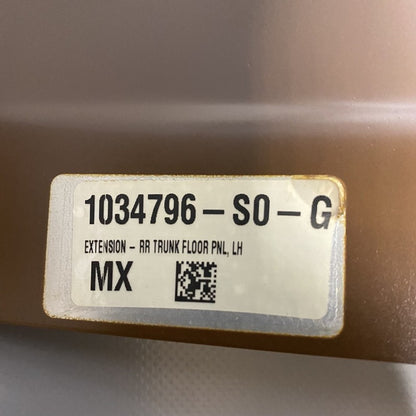 1034796-S0-G
EXTENSION - RR TRUNK FLOOR PNL, LH
MX